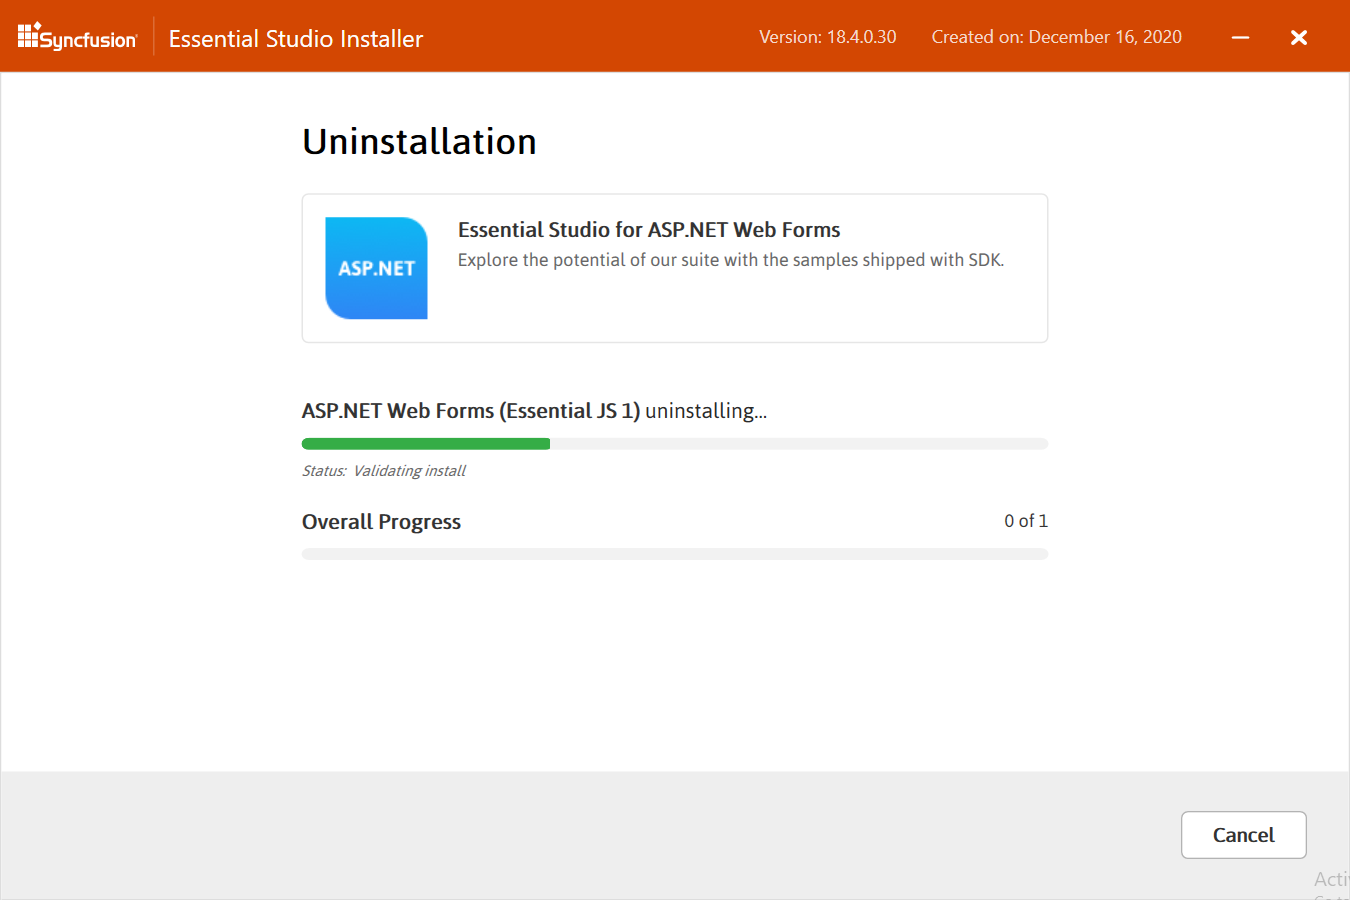 Syncfusion
Essential Studio Installer
Version: 18.4.0.30
Created on: December 16, 2020
Uninstallation
ASP.NET
Essential Studio for ASP.NET Web Forms
Explore the potential of our suite with the samples shipped with SDK.
ASP.NET Web Forms (Essential JS 1) uninstalling...
Status: Validating install
Overall Progress
0 of 1
Cancel